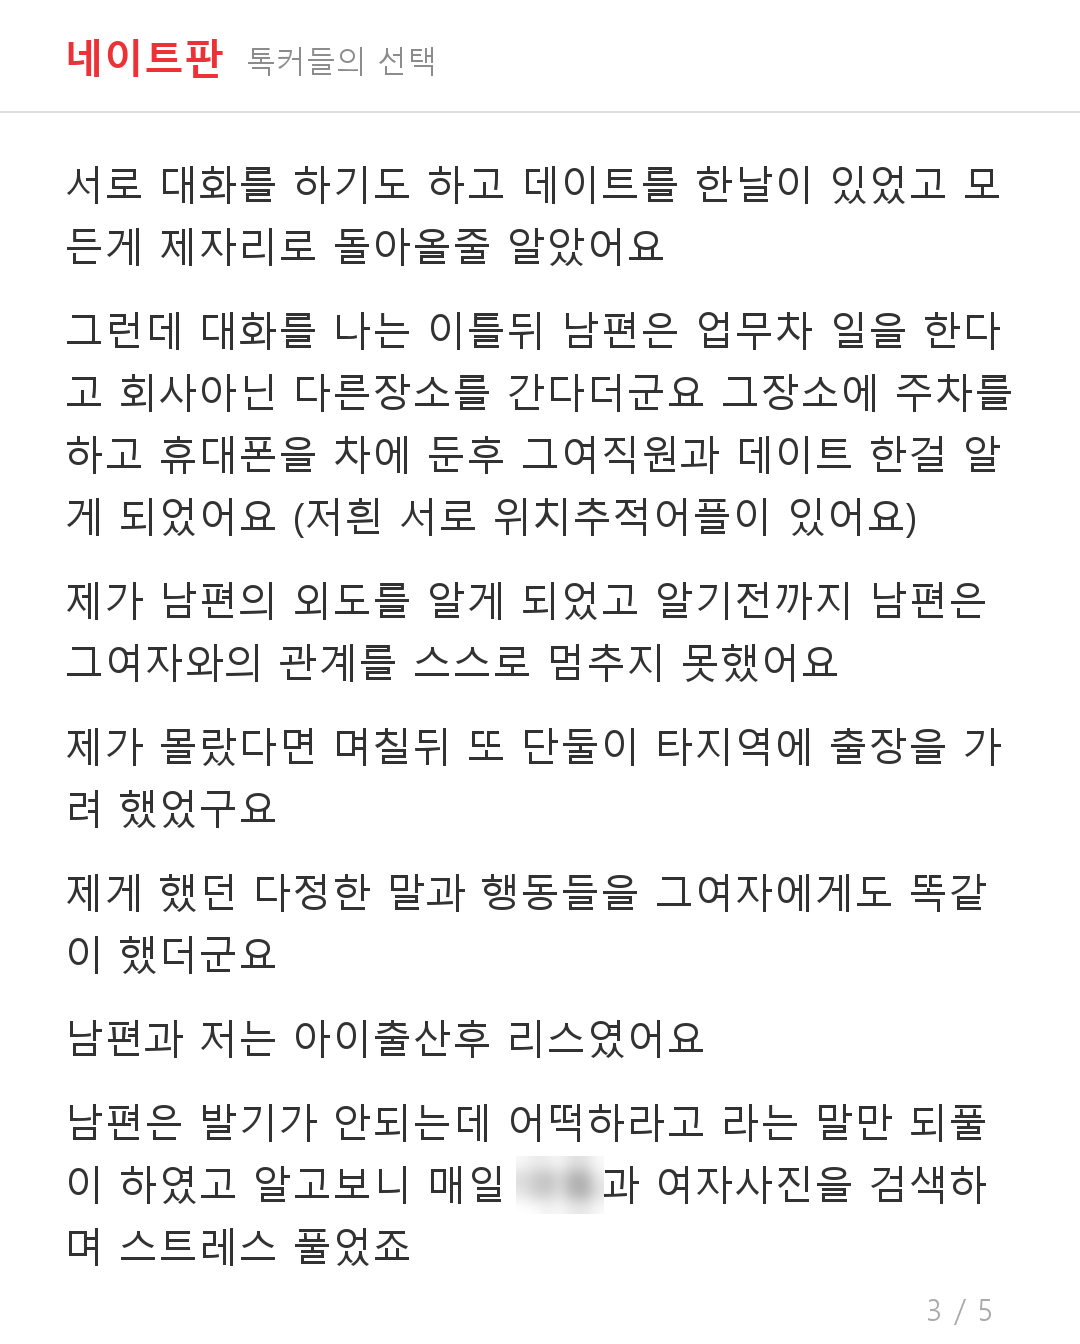 네이트판 톡커들의 선택
서로 대화를 하기도 하고 데이트를 한날이 있었고 모
든게 제자리로 돌아올줄 알았어요
그런데 대화를 나눈 이틀뒤 남편은 업무차 일을 한다
고 회사아닌 다른장소를 간다더군요 그장소에 주차를
하고 휴대폰을 차에 둔후 그여직원과 데이트 한걸 알
게 되었어요 (저흰 서로 위치추적어플이 있어요)
제가 남편의 외도를 알게 되었고 알기전까지 남편은
그여자와의 관계를 스스로 멈추지 못했어요
제가 몰랐다면 며칠뒤 또 단둘이 타지역에 출장을 가
려 했었구요
제게 했던 다정한 말과 행동들을 그여자에게도 똑같
이 했더군요
남편과 저는 아이출산후 리스였어요
남편은 발기가 안되는데 어떡하라고 라는 말만 되풀
이 하였고 알고보니 매일 과 여자사진을 검색하
며 스트레스 풀었죠
3 / 5